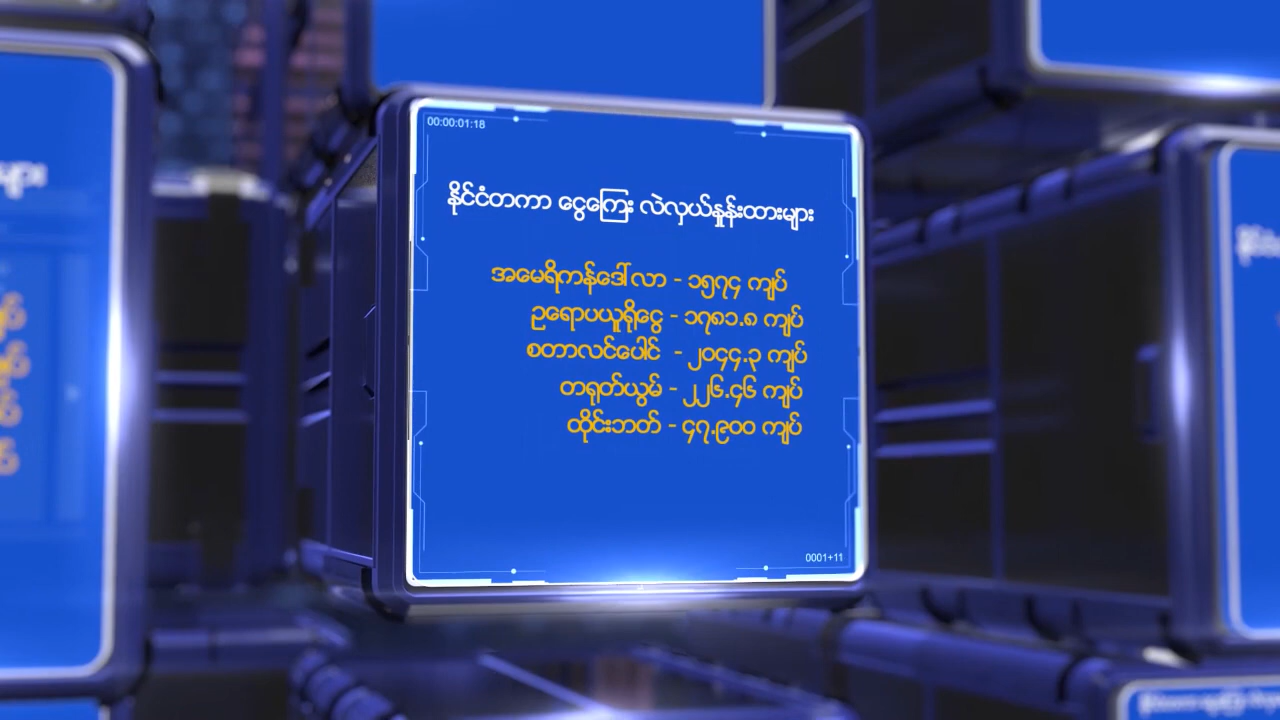 00:00:01:18
နိုင်ငံတကာ ငွေကြေး လဲလှယ်နှုန်းထားများ
အမေရိကန်ဒေါ်လာ - ၁၅၇၄ ကျပ်
ဥရောပယူရိုငွေ - ၁၇၈၁.၈ ကျပ်
စတာလင်ပေါင် - ၂၀၄၄.၃ ကျပ်
တရုတ်ယွမ် - ၂၂၆.၄၆ ကျပ်
ထိုင်းဘတ် - ၄၇.၉၀၀ ကျပ်
0001+11